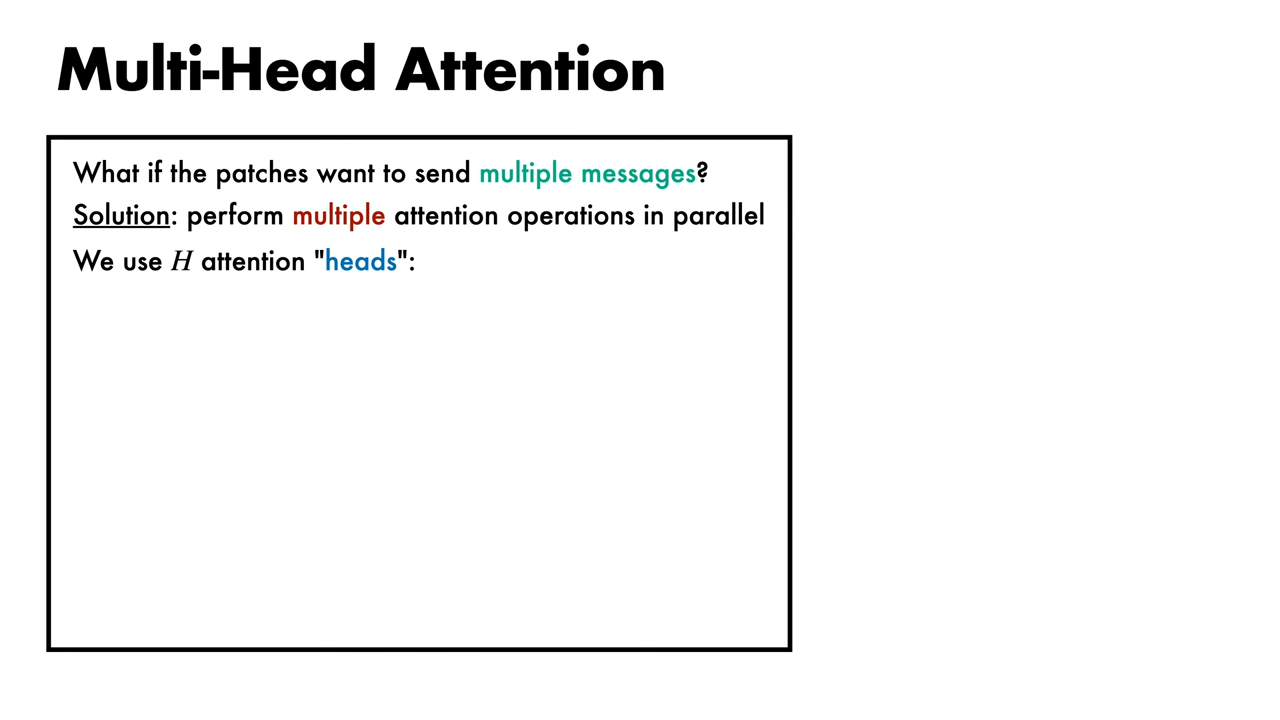 Multi-Head Attention
What if the patches want to send multiple messages?
Solution: perform multiple attention operations in parallel
We use H attention "heads":